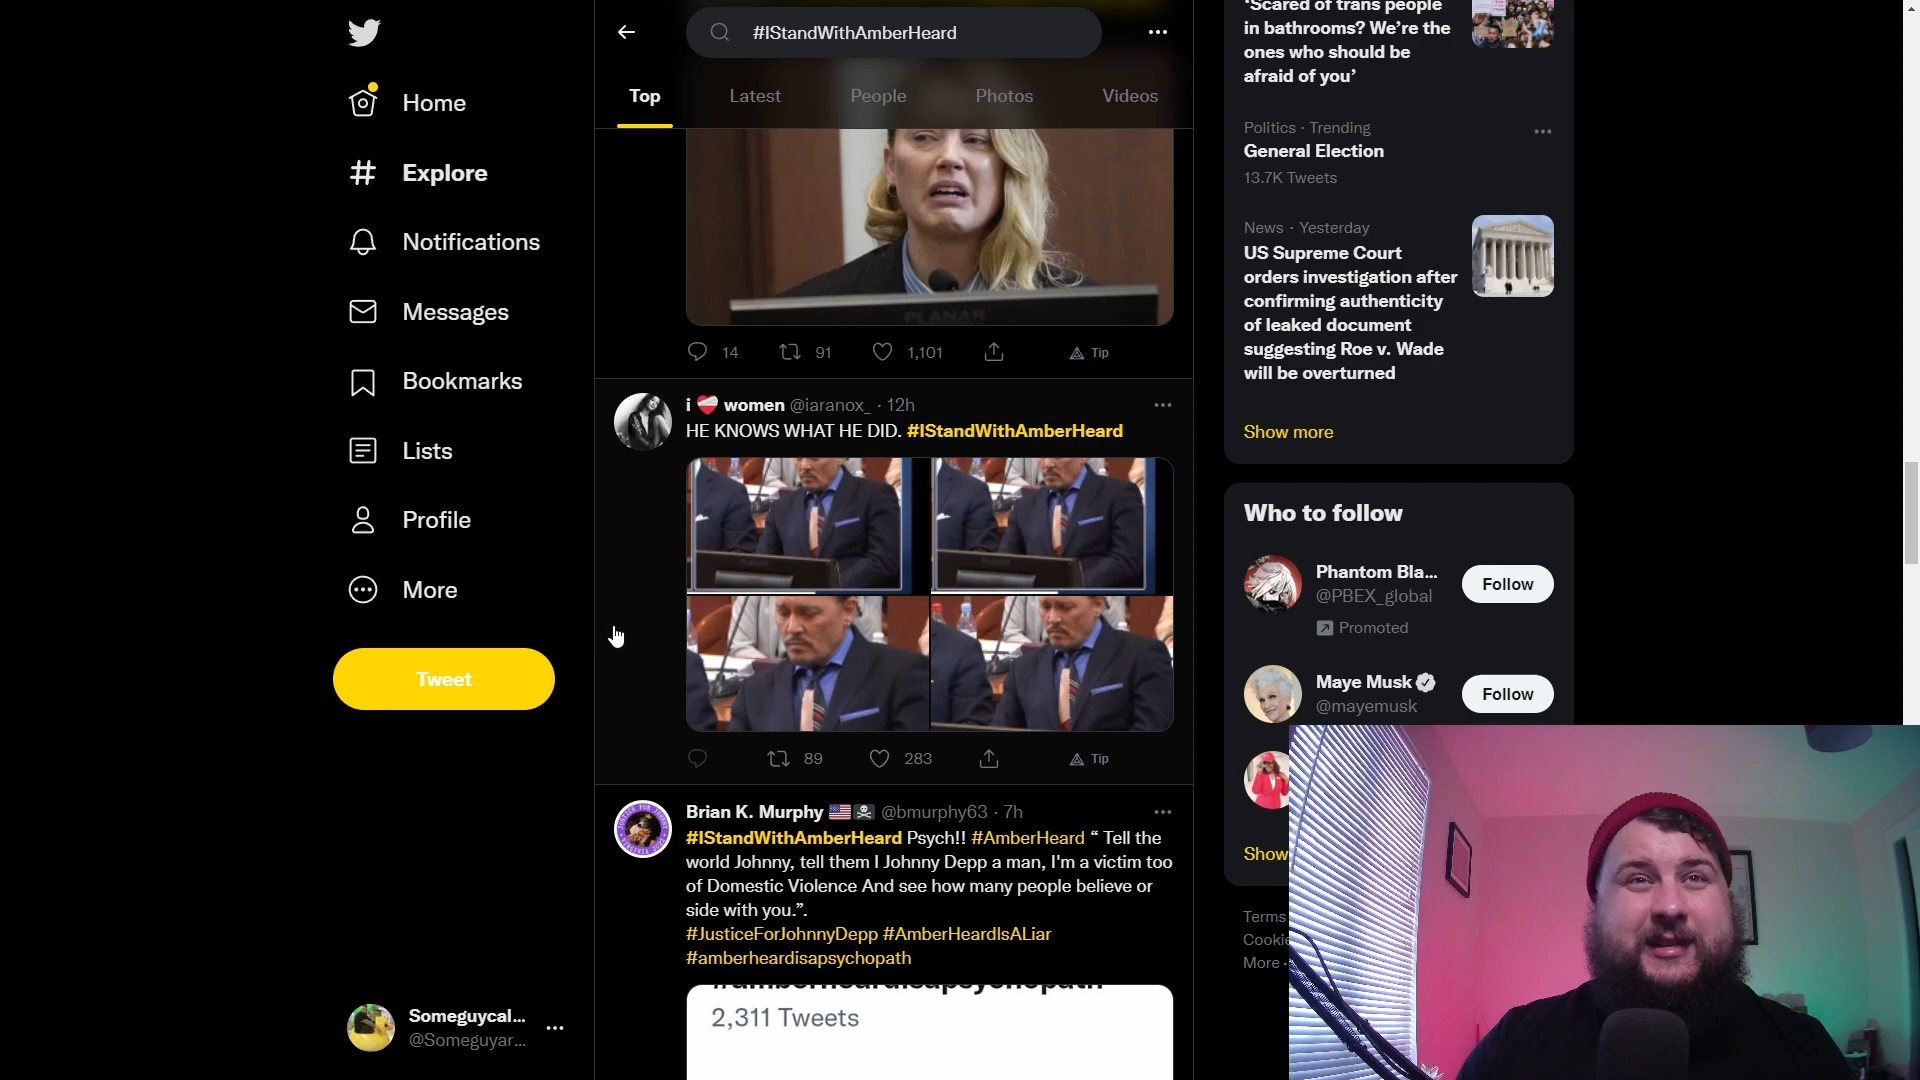 #IStandWithAmberHeard
Top
Latest
People
Photos
Videos
Home
Explore
Notifications
Messages
Bookmarks
Lists
Profile
More
Tweet
Someguycal...
@Someguyar...
PLANAR
14
91
1,101
Tip
i women @iaranox_ · 12h
HE KNOWS WHAT HE DID. #IStandWithAmberHeard
89
283
Tip
Brian K. Murphy @bmurphy63 · 7h
#IStandWithAmberHeard Psych!! #AmberHeard “ Tell the
world Johnny, tell them I Johnny Depp a man, I'm a victim too
of Domestic Violence And see how many people believe or
side with you.”.
#JusticeForJohnnyDepp #AmberHeardIsALiar
#amberheardisapsychopath
#amberheardisapsychopath
2,311 Tweets
‘Scared of trans people
in bathrooms? We’re the
ones who should be
afraid of you’
Politics · Trending
General Election
13.7K Tweets
News · Yesterday
US Supreme Court
orders investigation after
confirming authenticity
of leaked document
suggesting Roe v. Wade
will be overturned
Show more
Who to follow
Phantom Bla...
@PBEX_global
Promoted
Follow
Maye Musk
@mayemusk
Follow
Show
Terms
Cookie
More ·